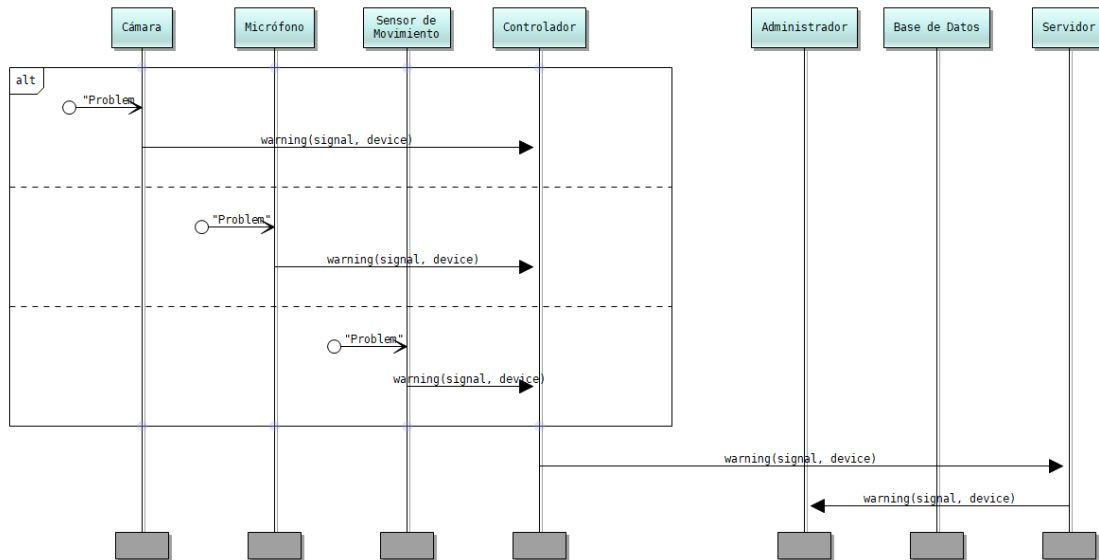 Cámara
Micrófono
Sensor de
Movimiento
Controlador
Administrador
Base de Datos
Servidor
alt
"Problem
warning(signal, device)
"Problem"
warning(signal, device)
"Problem"
warning(signal, device)
warning(signal, device)
warning(signal, device)